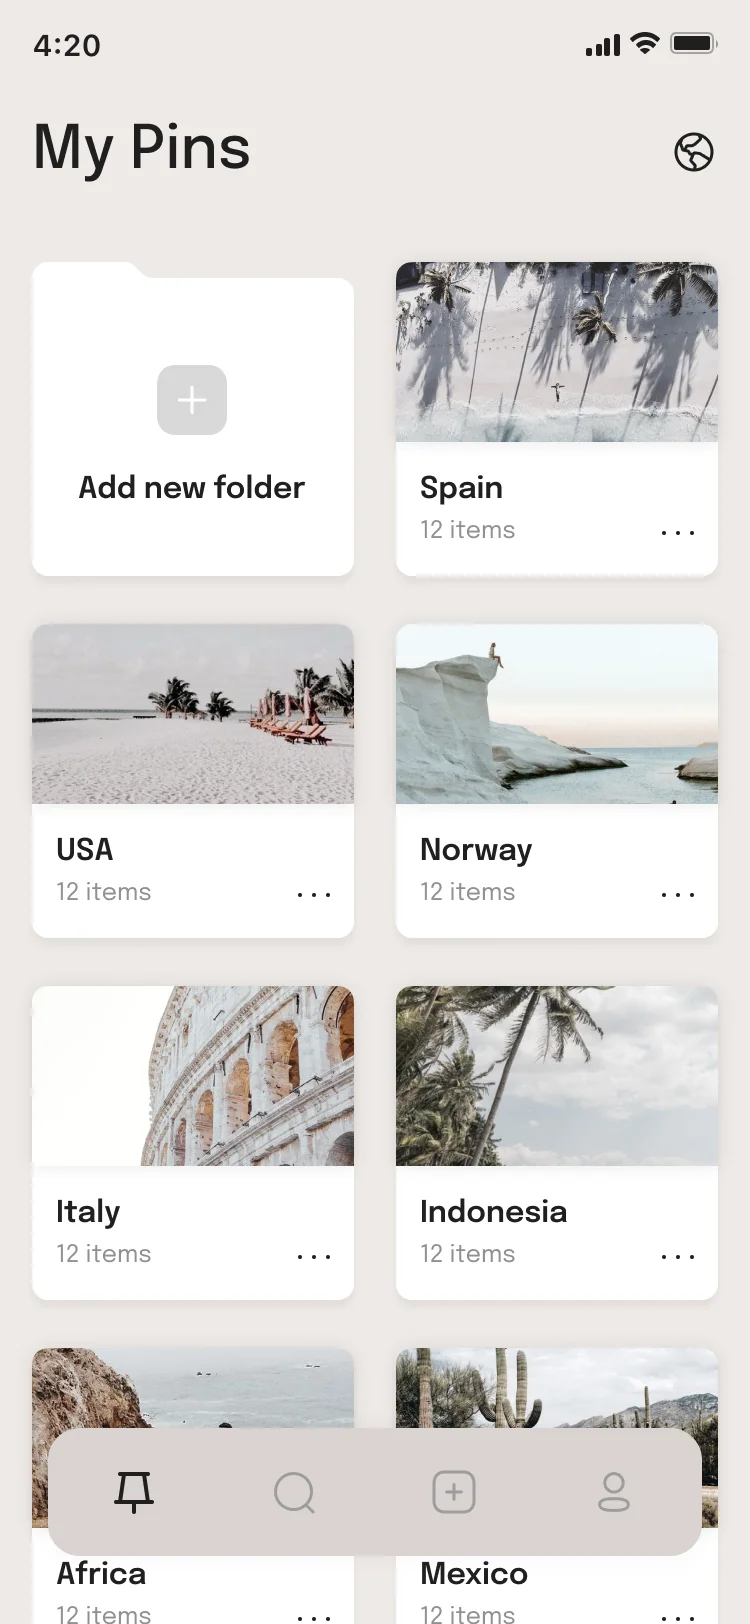 4:20
My Pins
Add new folder
Spain
12 items
USA
12 items
Norway
12 items
Italy
12 items
Indonesia
12 items
Africa
12 items
Mexico
12 items